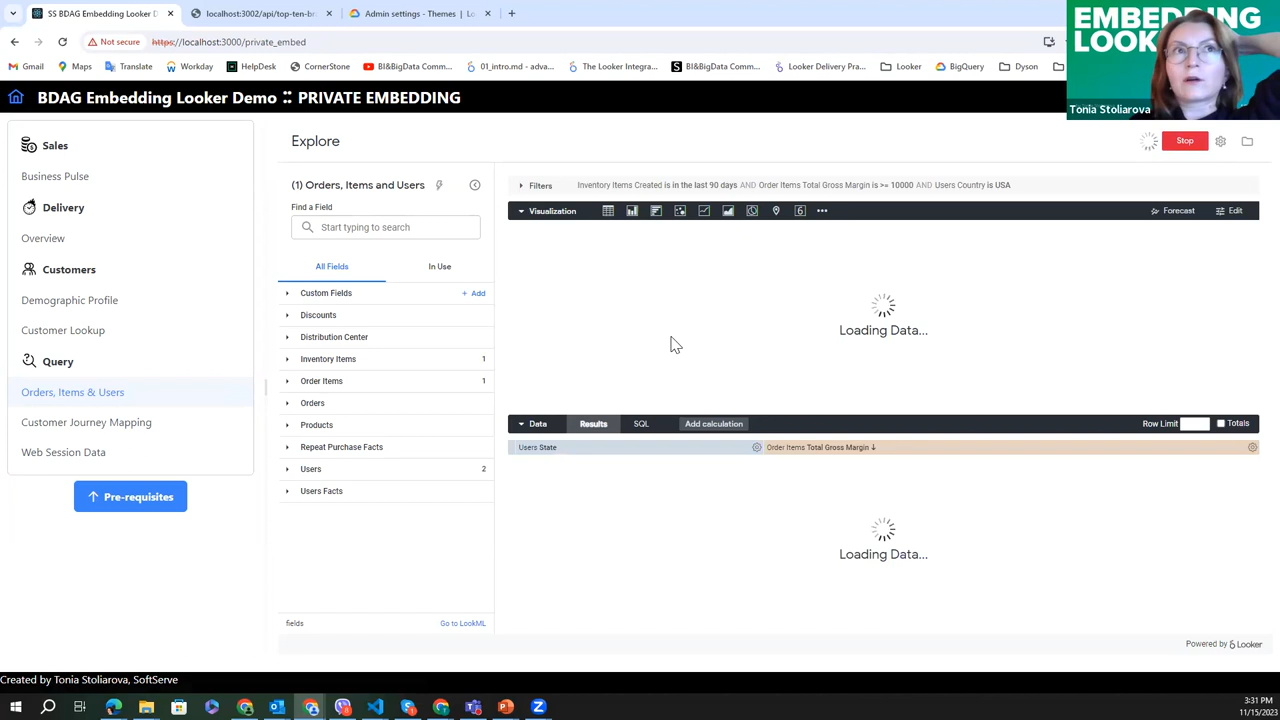 SS BDAG Embedding Looker D
localhost:3002/api/top-ten-br
Admin settings - Themes | L
Not secure
https://localhost:3000/private_embed
Gmail
Maps
Translate
Workday
HelpDesk
CornerStone
BI&BigData Comm...
01_intro.md - adva...
The Looker Integra...
BI&BigData Comm...
Looker Delivery Pra...
Looker
BigQuery
Dyson
EMBEDDING
LOOK
Tonia Stoliarova
BDAG Embedding Looker Demo :: PRIVATE EMBEDDING
Sales
Business Pulse
Delivery
Overview
Customers
Demographic Profile
Customer Lookup
Query
Orders, Items & Users
Customer Journey Mapping
Web Session Data
Pre-requisites
Explore
Stop
(1) Orders, Items and Users
Find a Field
Start typing to search
All Fields
In Use
Custom Fields
+ Add
Discounts
Distribution Center
Inventory Items 1
Order Items 1
Orders
Products
Repeat Purchase Facts
Users 2
Users Facts
fields
Go to LookML
Filters
Inventory Items Created is in the last 90 days AND Order Items Total Gross Margin is >= 10000 AND Users Country is USA
Visualization
6
Forecast
Edit
Loading Data...
Data
Results
SQL
Add calculation
Row Limit
Totals
Users State
Order Items Total Gross Margin ↓
Loading Data...
Powered by Looker
Created by Tonia Stoliarova, SoftServe
3:31 PM
11/15/2023